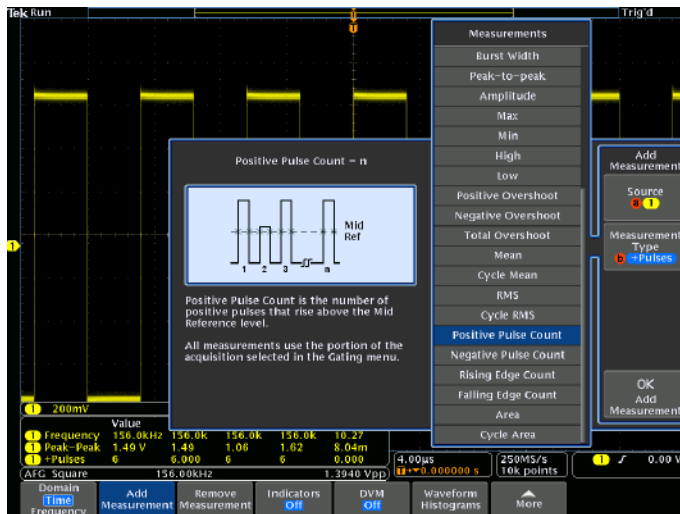 Tek Run
Trig'd
Measurements
Burst Width
Peak-to-peak
Amplitude
Max
Min
High
Low
Positive Overshoot
Negative Overshoot
Total Overshoot
Mean
Cycle Mean
RMS
Cycle RMS
Positive Pulse Count
Negative Pulse Count
Rising Edge Count
Falling Edge Count
Area
Cycle Area
Positive Pulse Count = n
Mid
Ref
1 2 3 n
Positive Pulse Count is the number of
positive pulses that rise above the Mid
Reference level.
All measurements use the portion of the
acquisition selected in the Gating menu.
Add
Measurement
Source
a 1
Measurement
Type
b +Pulses
OK
Add
Measurement
1
1 200mV
Value
1 Frequency 156.0kHz 156.0k 156.0k 156.0k 10.27
1 Peak-Peak 1.49 V 1.49 1.06 1.62 8.04m
1 +Pulses 6 6.000 6 6 0.000
AFG Square 156.00kHz 1.3940 Vpp
4.00µs
T 0.000000 s
250MS/s
10k points
1 0.00 V
Domain
Time
Frequency
Add
Measurement
Remove
Measurement
Indicators
Off
DVM
Off
Waveform
Histograms
More